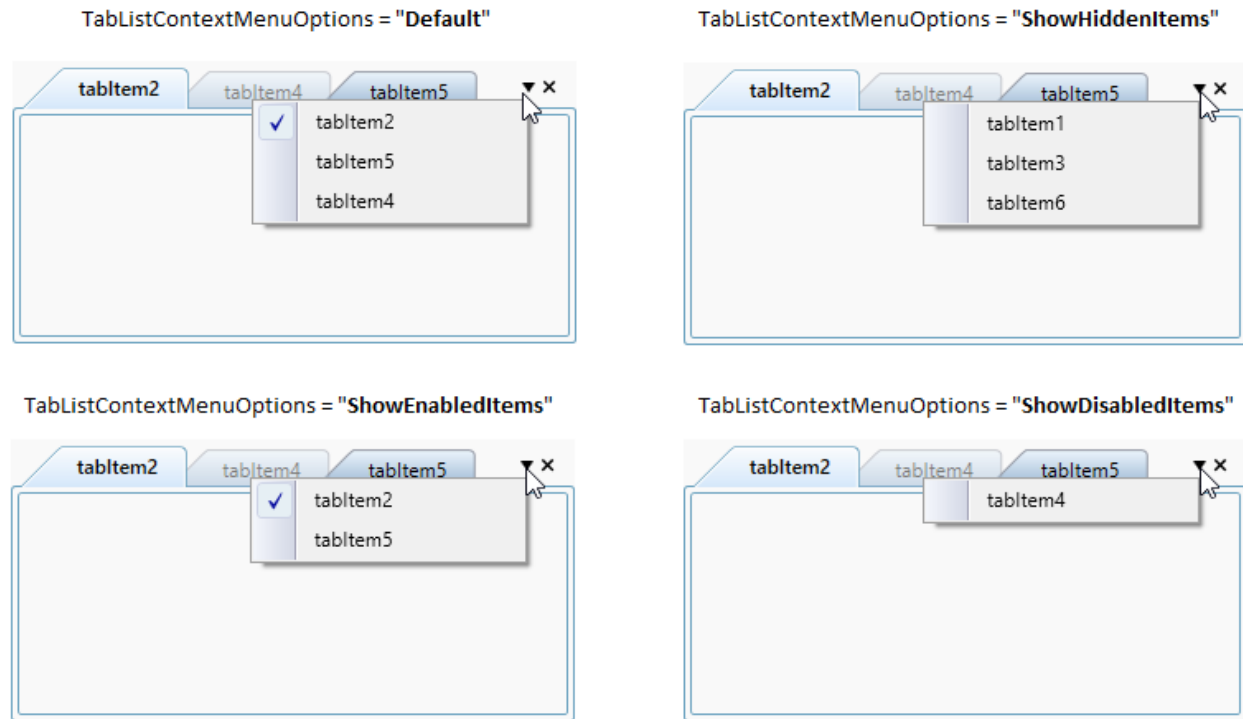 TabListContextMenuOptions = "Default"
tabItem2 tabItem4 tabItem5
tabItem2
tabItem5
tabItem4
TabListContextMenuOptions = "ShowHiddenItems"
tabItem2 tabItem4 tabItem5
tabItem1
tabItem3
tabItem6
TabListContextMenuOptions = "ShowEnabledItems"
tabItem2 tabItem4 tabItem5
tabItem2
tabItem5
TabListContextMenuOptions = "ShowDisabledItems"
tabItem2 tabItem4 tabItem5
tabItem4